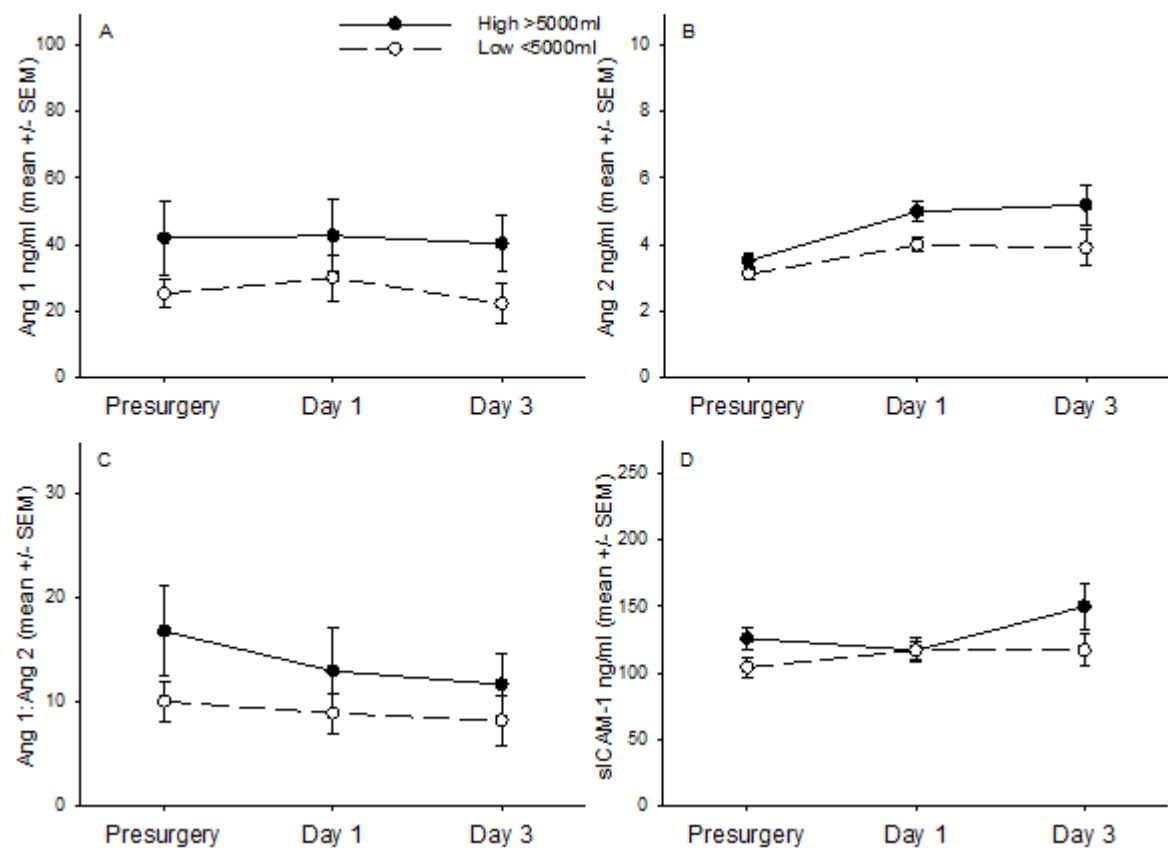 A
High >5000ml
Low <5000ml
Ang 1 ng/ml (mean +/- SEM)
100
80
60
40
20
0
Presurgery Day 1 Day 3
B
Ang 2 ng/ml (mean +/- SEM)
10
8
6
4
2
0
Presurgery Day 1 Day 3
C
Ang 1:Ang 2 (mean +/- SEM)
30
20
10
0
Presurgery Day 1 Day 3
D
sICAM-1 ng/ml (mean +/- SEM)
250
200
150
100
50
0
Presurgery Day 1 Day 3